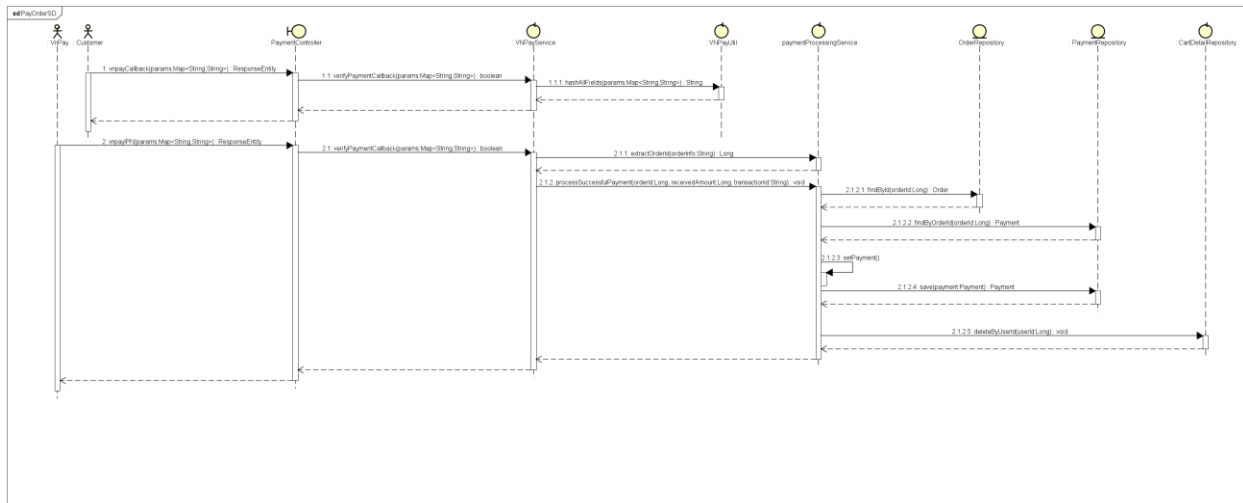 sd PayOrderSD
VnPay
Customer
PaymentController
VNPayService
VNPayUtil
paymentProcessingService
OrderRepository
PaymentRepository
: CartDetailRepository
1: vnpayCallback(params:Map<String,String>) : ResponseEntity
1.1: verifyPaymentCallback(params:Map<String,String>) : boolean
1.1.1: hashAllFields(params:Map<String,String>) : String
2: vnpayIPN(params:Map<String,String>) : ResponseEntity
2.1: verifyPaymentCallback(params:Map<String,String>) : boolean
2.1.1: extractOrderId(orderInfo:String) : Long
2.1.2: processSuccessfulPayment(orderId:Long, receivedAmount:Long, transactionId:String) : void
2.1.2.1: findById(orderId:Long) : Order
2.1.2.2: findByOrderId(orderId:Long) : Payment
2.1.2.3: setPayment()
2.1.2.4: save(payment:Payment) : Payment
2.1.2.5: deleteByUserId(userId:Long) : void